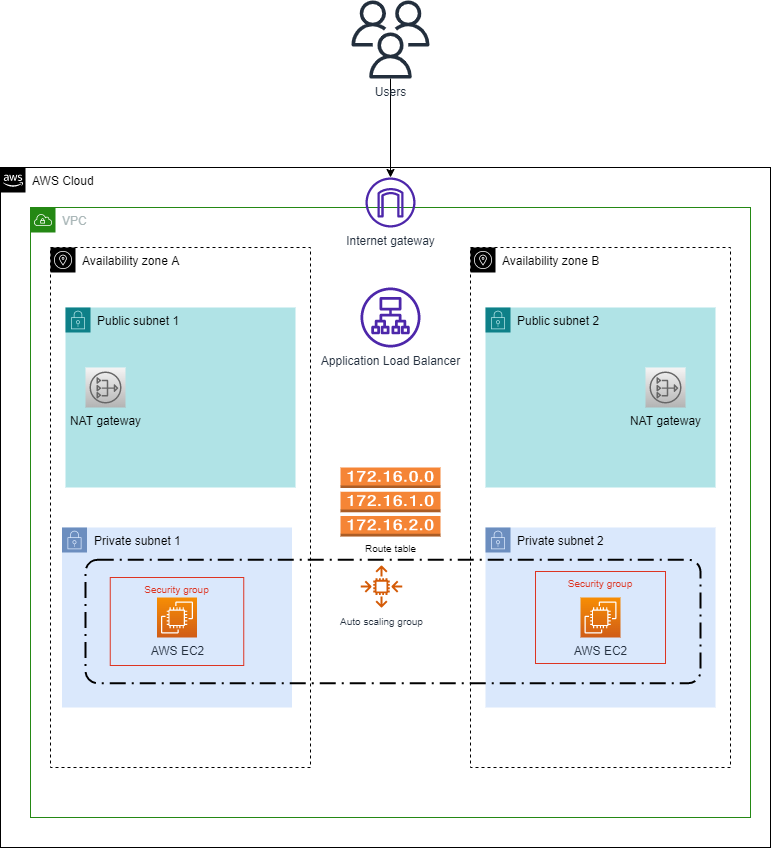 Users
aws
AWS Cloud
VPC
Internet gateway
Availability zone A
Availability zone B
Public subnet 1
Public subnet 2
Application Load Balancer
NAT gateway
NAT gateway
172.16.0.0
172.16.1.0
172.16.2.0
Route table
Private subnet 1
Private subnet 2
Security group
Security group
Auto scaling group
AWS EC2
AWS EC2